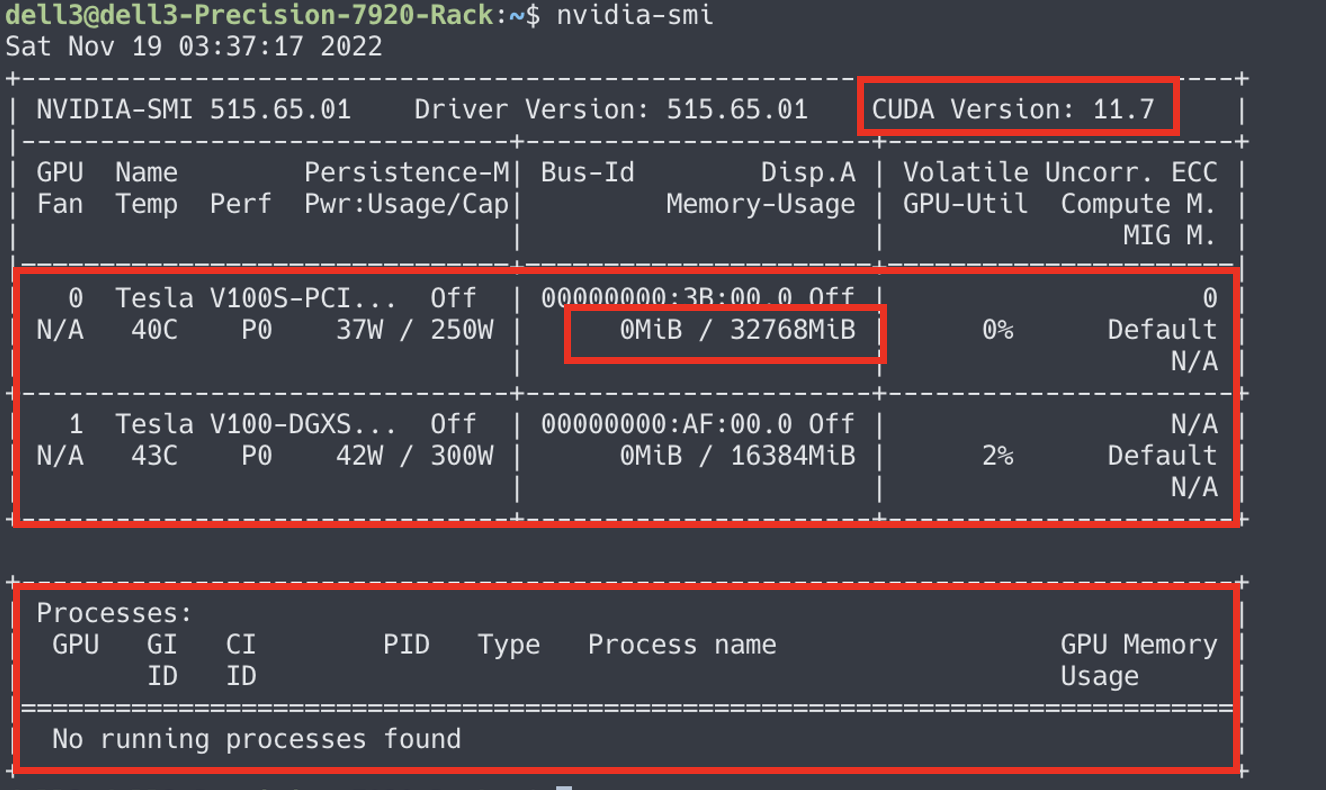 dell3@dell3-Precision-7920-Rack:~$ nvidia-smi
Sat Nov 19 03:37:17 2022
+-----------------------------------------------------------------------------+
| NVIDIA-SMI 515.65.01    Driver Version: 515.65.01    CUDA Version: 11.7     |
|-------------------------------+----------------------+----------------------+
| GPU  Name        Persistence-M| Bus-Id        Disp.A | Volatile Uncorr. ECC |
| Fan  Temp  Perf  Pwr:Usage/Cap|         Memory-Usage | GPU-Util  Compute M. |
|                               |                      |               MIG M. |
|-------------------------------+----------------------+----------------------|
|   0  Tesla V100S-PCI...  Off  | 00000000:3B:00.0 Off |                    0 |
| N/A   40C    P0    37W / 250W |      0MiB / 32768MiB |      0%      Default |
|                               |                      |                  N/A |
+-------------------------------+----------------------+----------------------+
|   1  Tesla V100-DGXS...  Off  | 00000000:AF:00.0 Off |                  N/A |
| N/A   43C    P0    42W / 300W |      0MiB / 16384MiB |      2%      Default |
|                               |                      |                  N/A |
+-------------------------------+----------------------+----------------------+
+-----------------------------------------------------------------------------+
| Processes:                                                                  |
|  GPU   GI   CI        PID   Type   Process name                  GPU Memory |
|        ID   ID                                                   Usage      |
|=============================================================================|
|  No running processes found                                                 |
+-----------------------------------------------------------------------------+